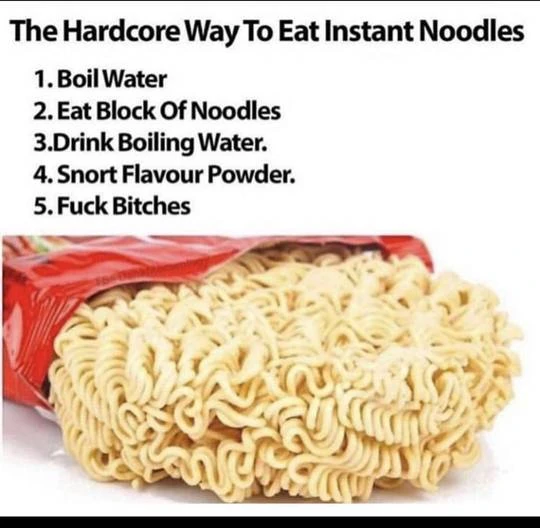 The Hardcore Way To Eat Instant Noodles
1. Boil Water
2. Eat Block Of Noodles
3.Drink Boiling Water.
4. Snort Flavour Powder.
5. Fuck Bitches